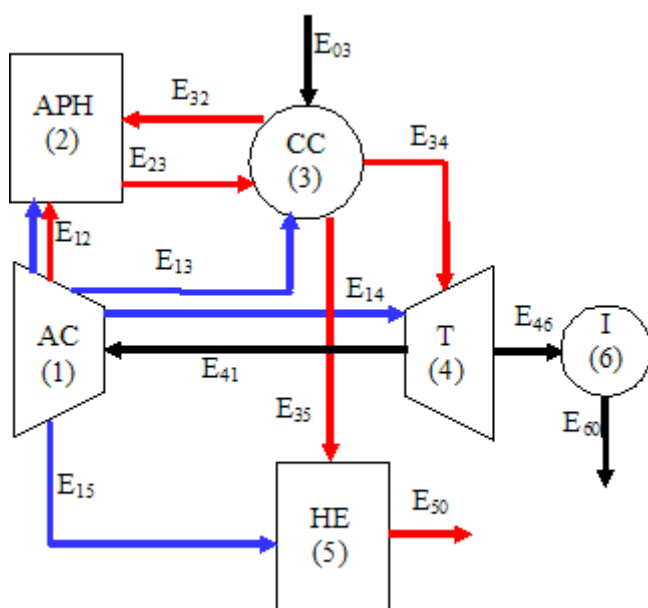 E03
APH
(2)
E32
CC
(3)
E34
E23
E12
E13
E14
AC
(1)
E41
T
(4)
E46
I
(6)
E35
E60
E15
HE
(5)
E50